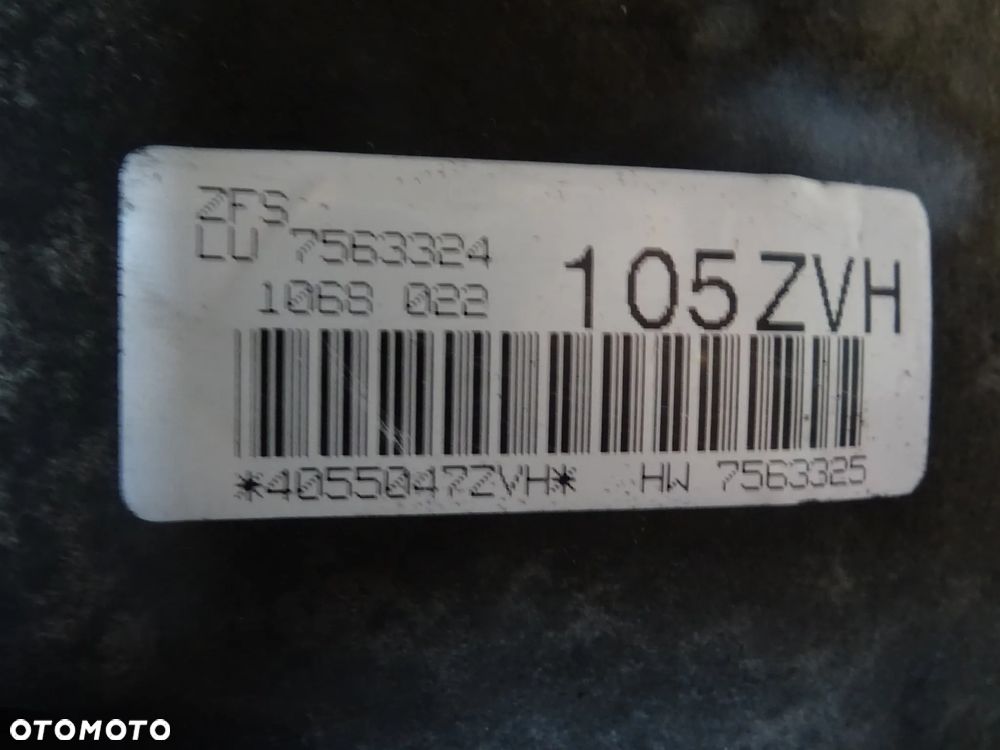 ZFS
LU 7563324
1068 022
105ZVH
*4055047ZVH* HW 7563325
OTOMOTO